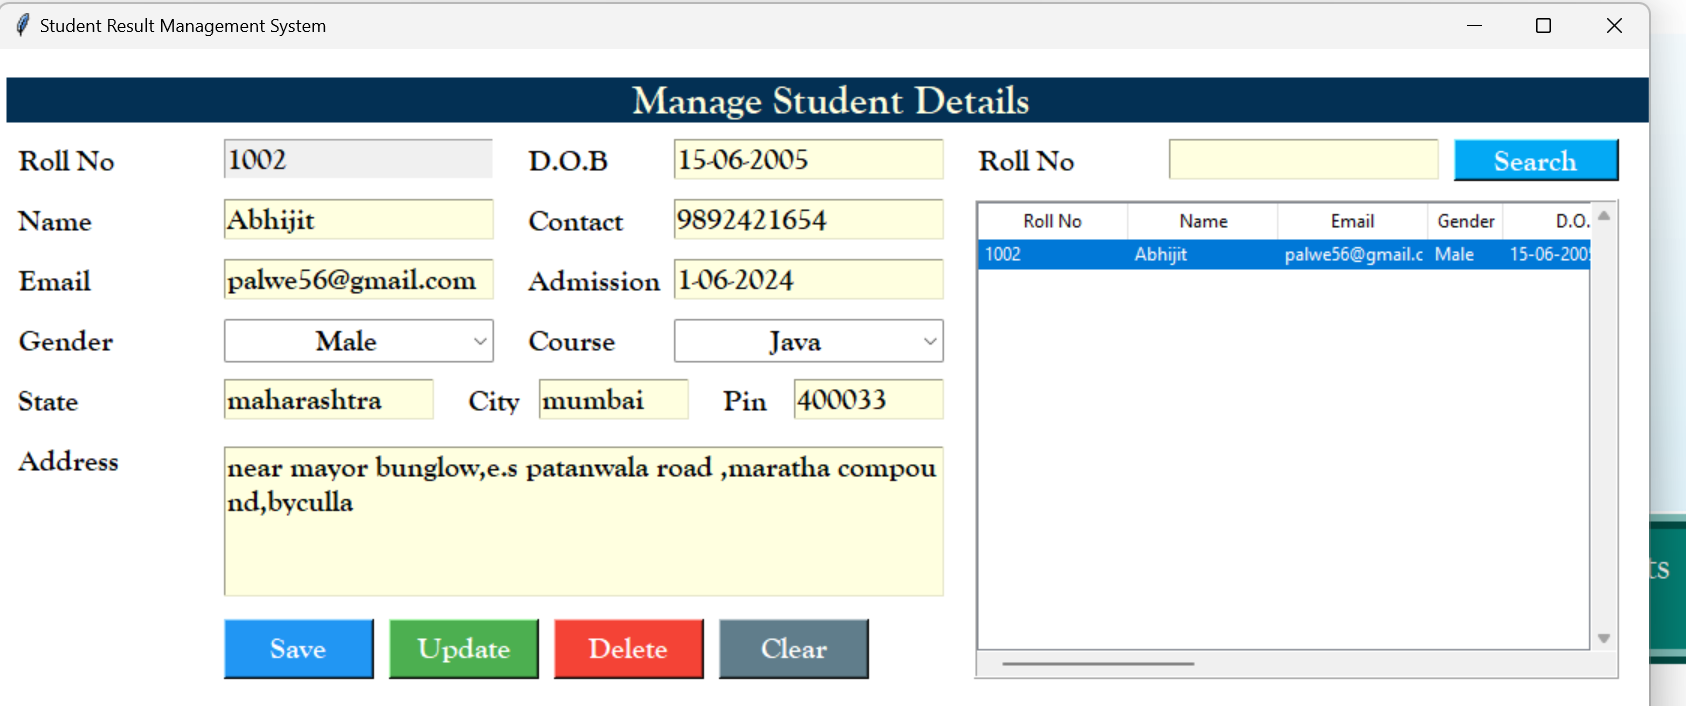 Student Result Management System
Manage Student Details
Roll No 1002 D.O.B 15-06-2005 Roll No Search
Name Abhijit Contact 9892421654
Email palwe56@gmail.com Admission 1-06-2024
Gender Male Course Java
State maharashtra City mumbai Pin 400033
Address near mayor bunglow,e.s patanwala road ,maratha compou
nd,byculla
Save Update Delete Clear
Roll No Name Email Gender D.O.
1002 Abhijit palwe56@gmail.c Male 15-06-200
ts